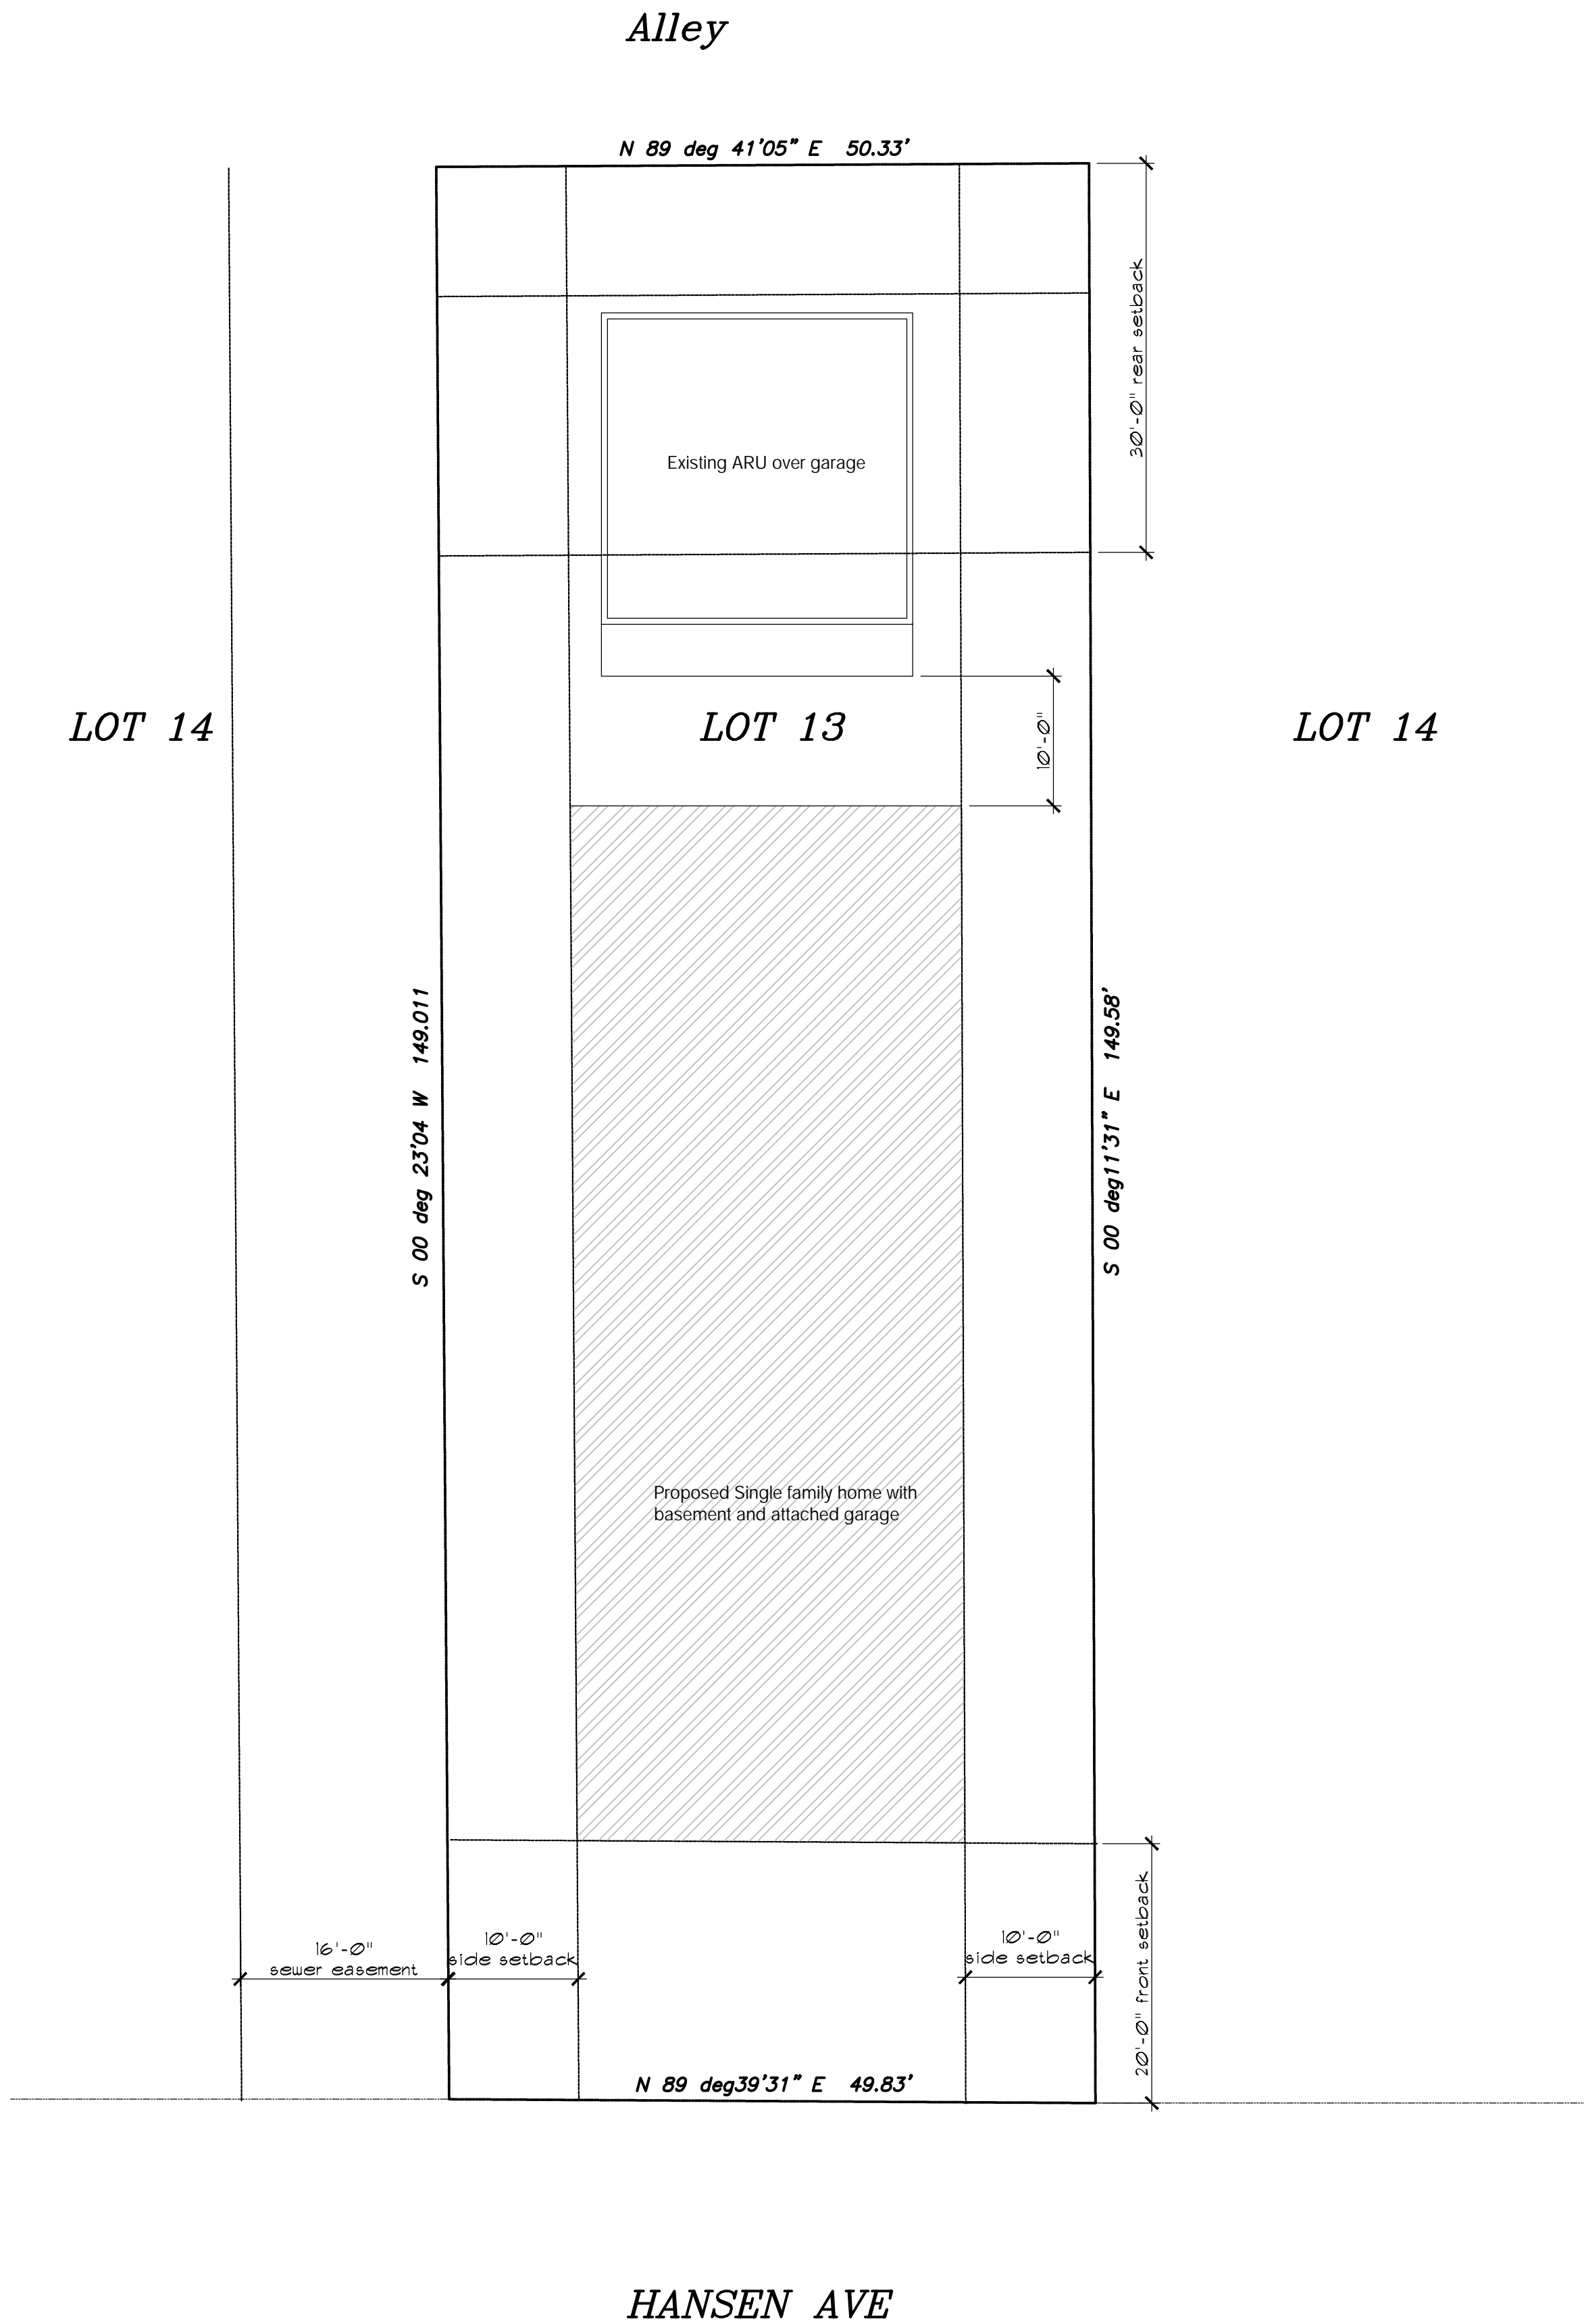 Alley
N 89 deg 41'05" E 50.33'
30'-0" rear setback
Existing ARU over garage
LOT 14
LOT 13
LOT 14
10'-0"
S 00 deg 23'04 W 149.011
S 00 deg11'31" E 149.58'
Proposed Single family home with
basement and attached garage
16'-0"
sewer easement
10'-0"
side setback
10'-0"
side setback
20'-0" front setback
N 89 deg39'31" E 49.83'
HANSEN AVE